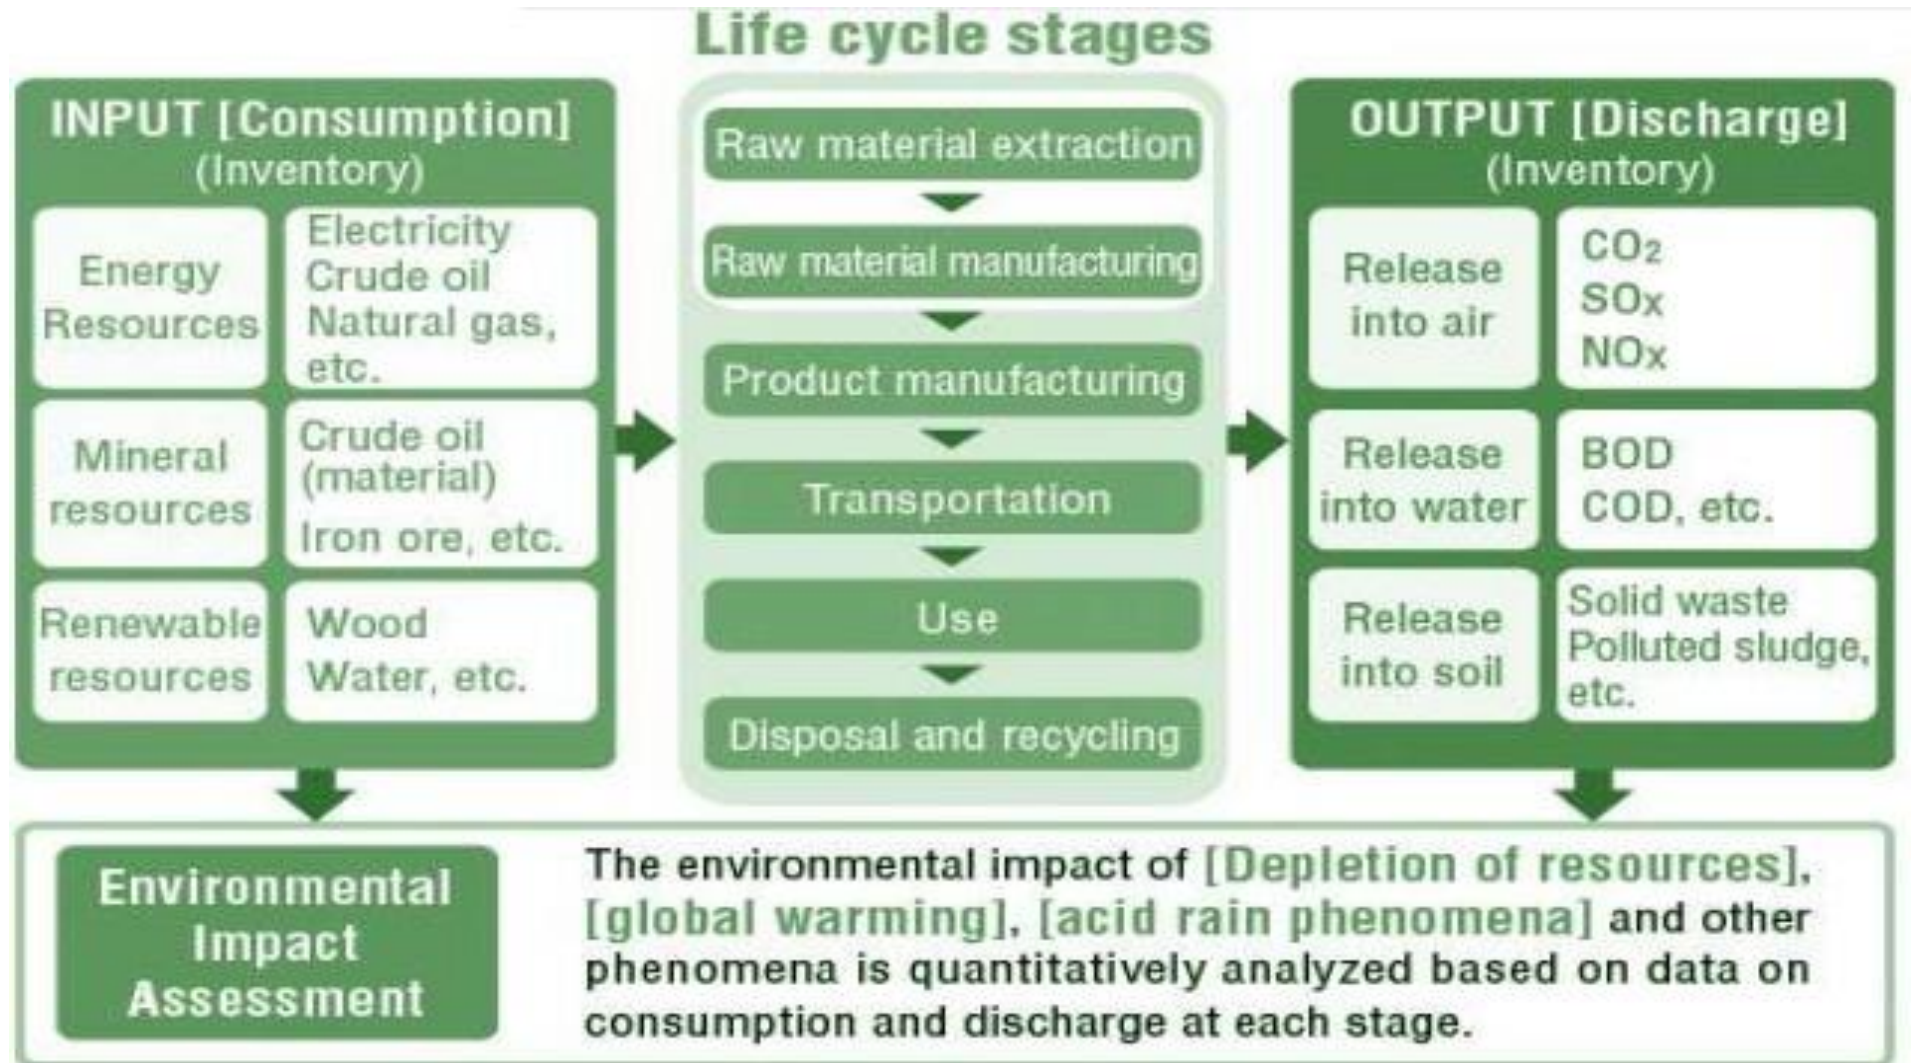 Life cycle stages
INPUT [Consumption]
(Inventory)
Energy
Resources
Electricity
Crude oil
Natural gas,
etc.
Mineral
resources
Crude oil
(material)
Iron ore, etc.
Renewable
resources
Wood
Water, etc.
Raw material extraction
Raw material manufacturing
Product manufacturing
Transportation
Use
Disposal and recycling
OUTPUT [Discharge]
(Inventory)
Release
into air
CO₂
SOx
NOx
Release
into water
BOD
COD, etc.
Release
into soil
Solid waste
Polluted sludge,
etc.
Environmental
Impact
Assessment
The environmental impact of [Depletion of resources],
[global warming], [acid rain phenomena] and other
phenomena is quantitatively analyzed based on data on
consumption and discharge at each stage.